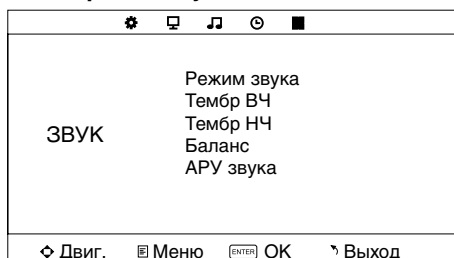 Режим звука
Тембр ВЧ
Тембр НЧ
ЗВУК
Баланс
АРУ звука
Двиг. Меню ENTER OK Выход